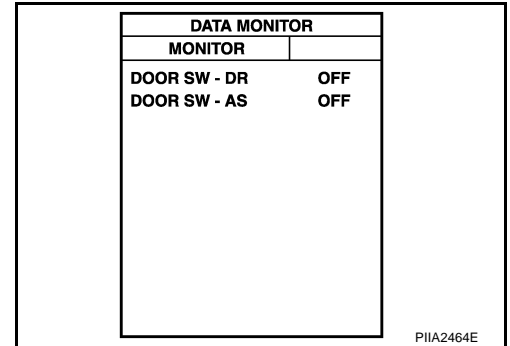 DATA MONITOR
MONITOR
DOOR SW - DR OFF
DOOR SW - AS OFF
PIIA2464E